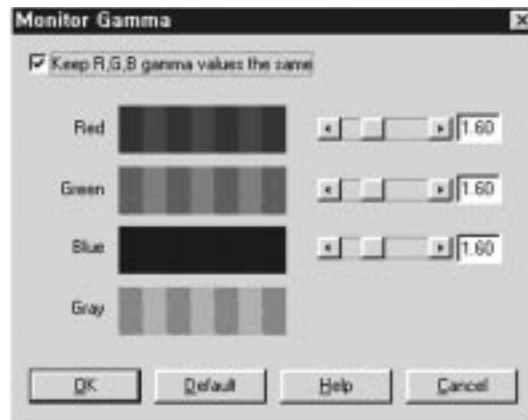 Monitor Gamma
Keep R,G,B gamma values the same
Red 1.60
Green 1.60
Blue 1.60
Gray
OK Default Help Cancel